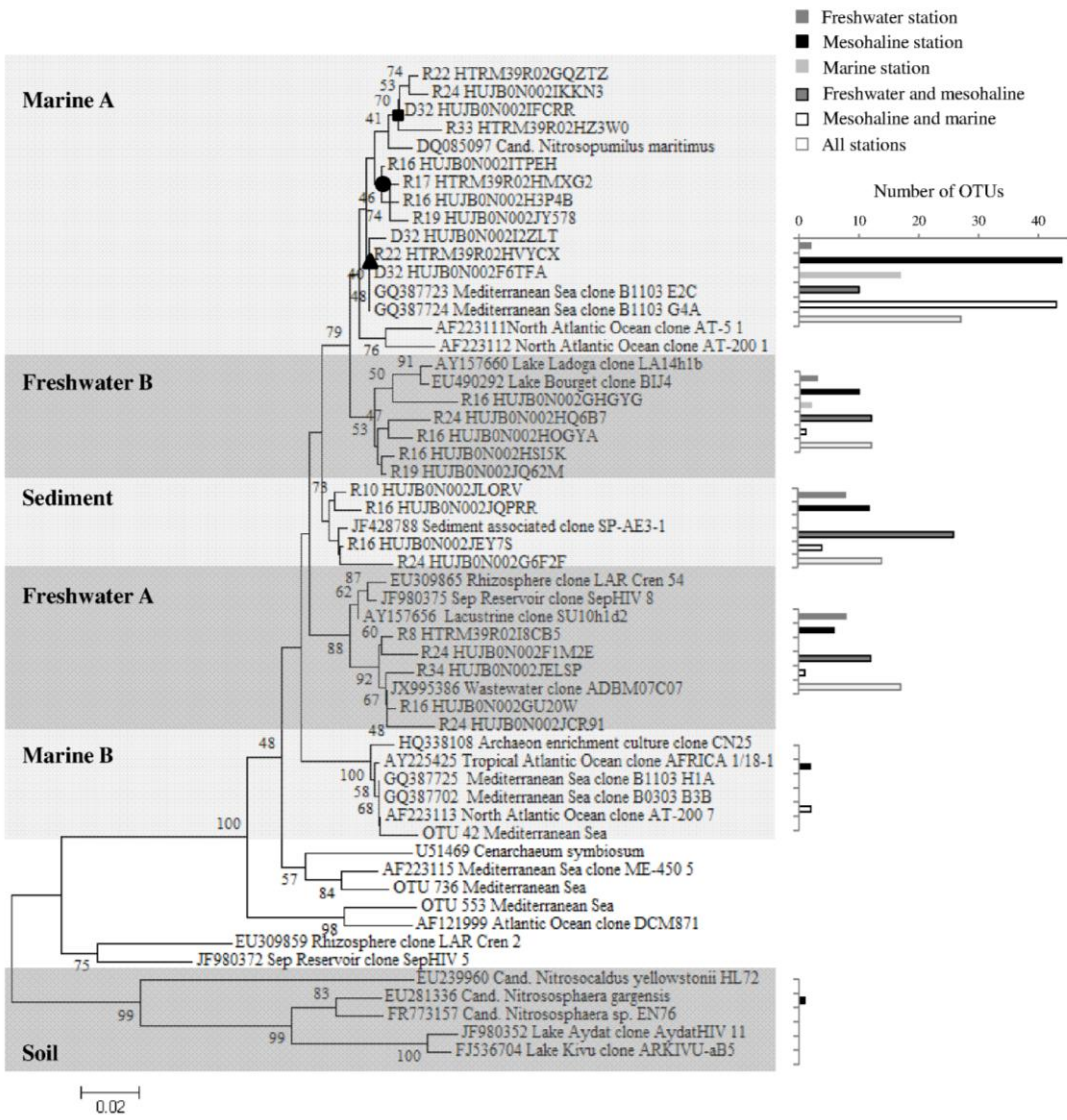 Freshwater station
Mesohaline station
Marine station
Freshwater and mesohaline
Mesohaline and marine
All stations
Number of OTUs
0 10 20 30 40
Marine A
74 R22 HTRM39R02GQZTZ
53 R24 HUJB0N002IKKN3
70 D32 HUJB0N002IFCRR
41 R33 HTRM39R02HZ3W0
DQ085097 Cand. Nitrosopumilus maritimus
R16 HUJB0N002ITPEH
R17 HTRM39R02HMXG2
46 R16 HUJB0N002H3P4B
74 R19 HUJB0N002JY578
D32 HUJB0N002I2ZLT
R22 HTRM39R02HVYCX
40 D32 HUJB0N002F6TFA
48 GQ387723 Mediterranean Sea clone B1103 E2C
GQ387724 Mediterranean Sea clone B1103 G4A
79 AF223111North Atlantic Ocean clone AT-5 1
76 AF223112 North Atlantic Ocean clone AT-200 1
Freshwater B
91 AY157660 Lake Ladoga clone LA14h1b
50 EU490292 Lake Bourget clone BIJ4
R16 HUJB0N002GHGYG
47 R24 HUJB0N002HQ6B7
53 R16 HUJB0N002HOGYA
R16 HUJB0N002HSI5K
R19 HUJB0N002JQ62M
Sediment
73 R10 HUJB0N002JLORV
R16 HUJB0N002JQPRR
JF428788 Sediment associated clone SP-AE3-1
R16 HUJB0N002JEY7S
R24 HUJB0N002G6F2F
Freshwater A
87 EU309865 Rhizosphere clone LAR Cren 54
62 JF980375 Sep Reservoir clone SepHIV 8
AY157656 Lacustrine clone SU10h1d2
60 R8 HTRM39R02I8CB5
88 R24 HUJB0N002F1M2E
R34 HUJB0N002JELSP
92 JX995386 Wastewater clone ADBM07C07
67 R16 HUJB0N002GU20W
48 R24 HUJB0N002JCR91
Marine B
48 HQ338108 Archaeon enrichment culture clone CN25
AY225425 Tropical Atlantic Ocean clone AFRICA 1/18-1
100 GQ387725 Mediterranean Sea clone B1103 H1A
58 GQ387702 Mediterranean Sea clone B0303 B3B
68 AF223113 North Atlantic Ocean clone AT-200 7
100 OTU 42 Mediterranean Sea
U51469 Cenarchaeum symbiosum
57 AF223115 Mediterranean Sea clone ME-450 5
84 OTU 736 Mediterranean Sea
OTU 553 Mediterranean Sea
98 AF121999 Atlantic Ocean clone DCM871
EU309859 Rhizosphere clone LAR Cren 2
75 JF980372 Sep Reservoir clone SepHIV 5
EU239960 Cand. Nitrosocaldus yellowstonii HL72
83 EU281336 Cand. Nitrososphaera gargensis
99 FR773157 Cand. Nitrososphaera sp. EN76
99 JF980352 Lake Aydat clone AydatHIV 11
100 FJ536704 Lake Kivu clone ARKIVU-aB5
Soil
0.02